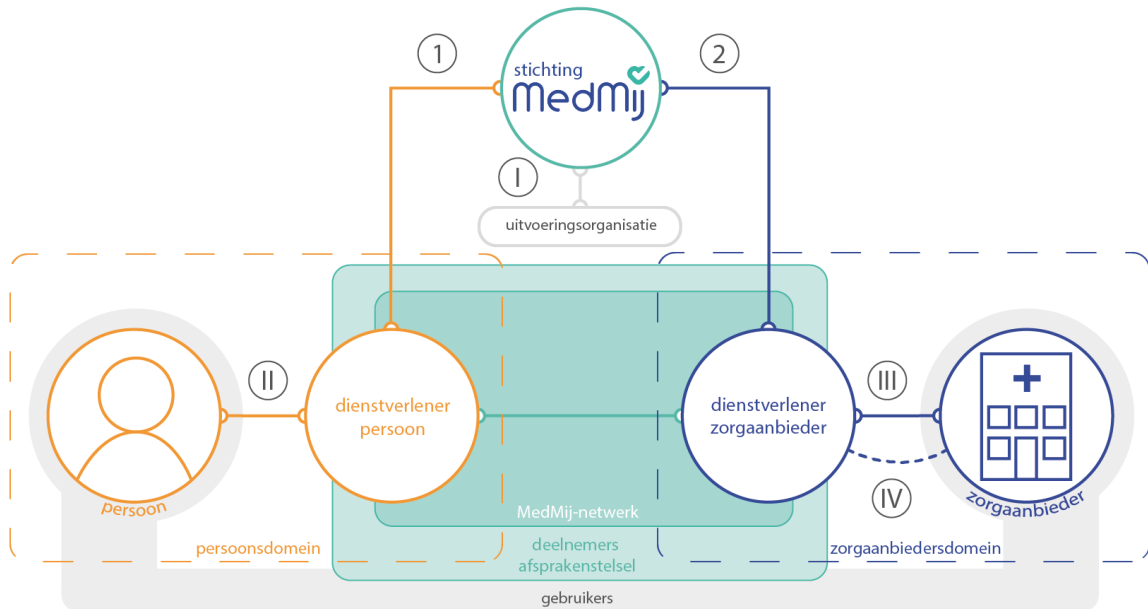 1
stichting
MedMij
2
I
uitvoeringsorganisatie
II
dienstverlener
persoon
dienstverlener
zorgaanbieder
III
IV
persoon
zorgaanbieder
MedMij-netwerk
persoonsdomein
deelnemers
afsprakenstelsel
zorgaanbiedersdomein
gebruikers